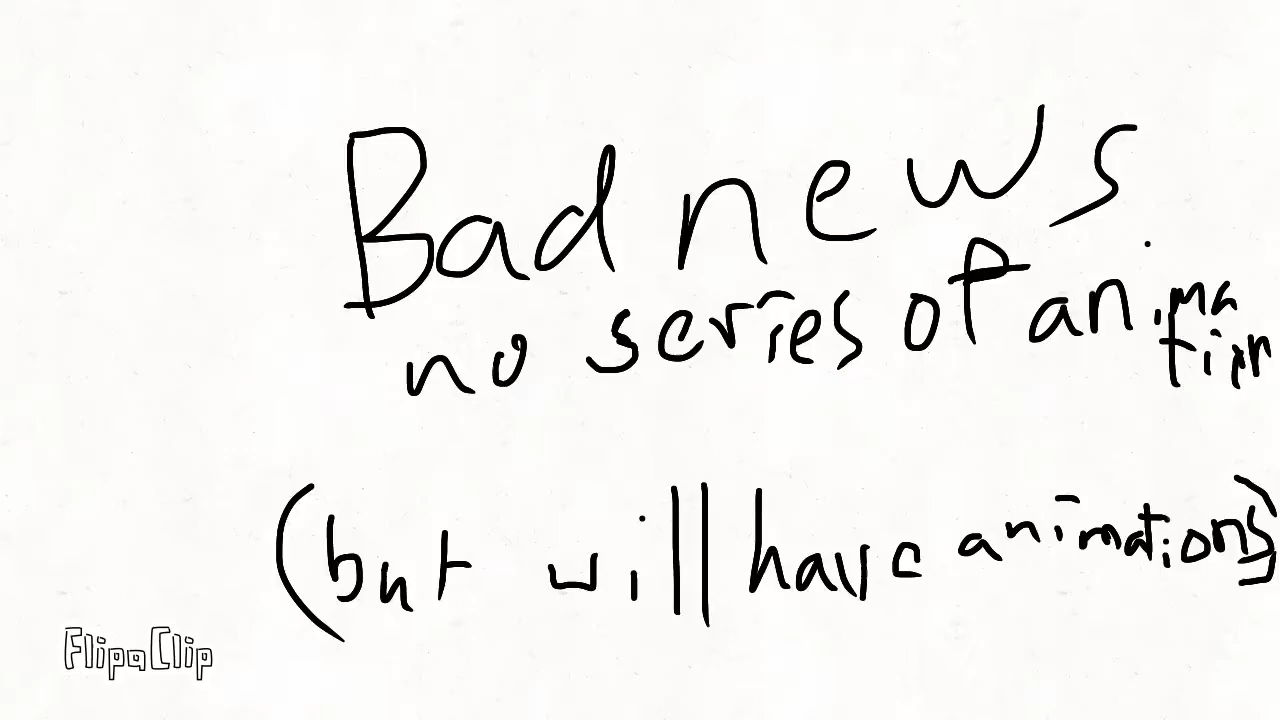 Bad news
no series of animation
(but will have animations)
FlipaClip